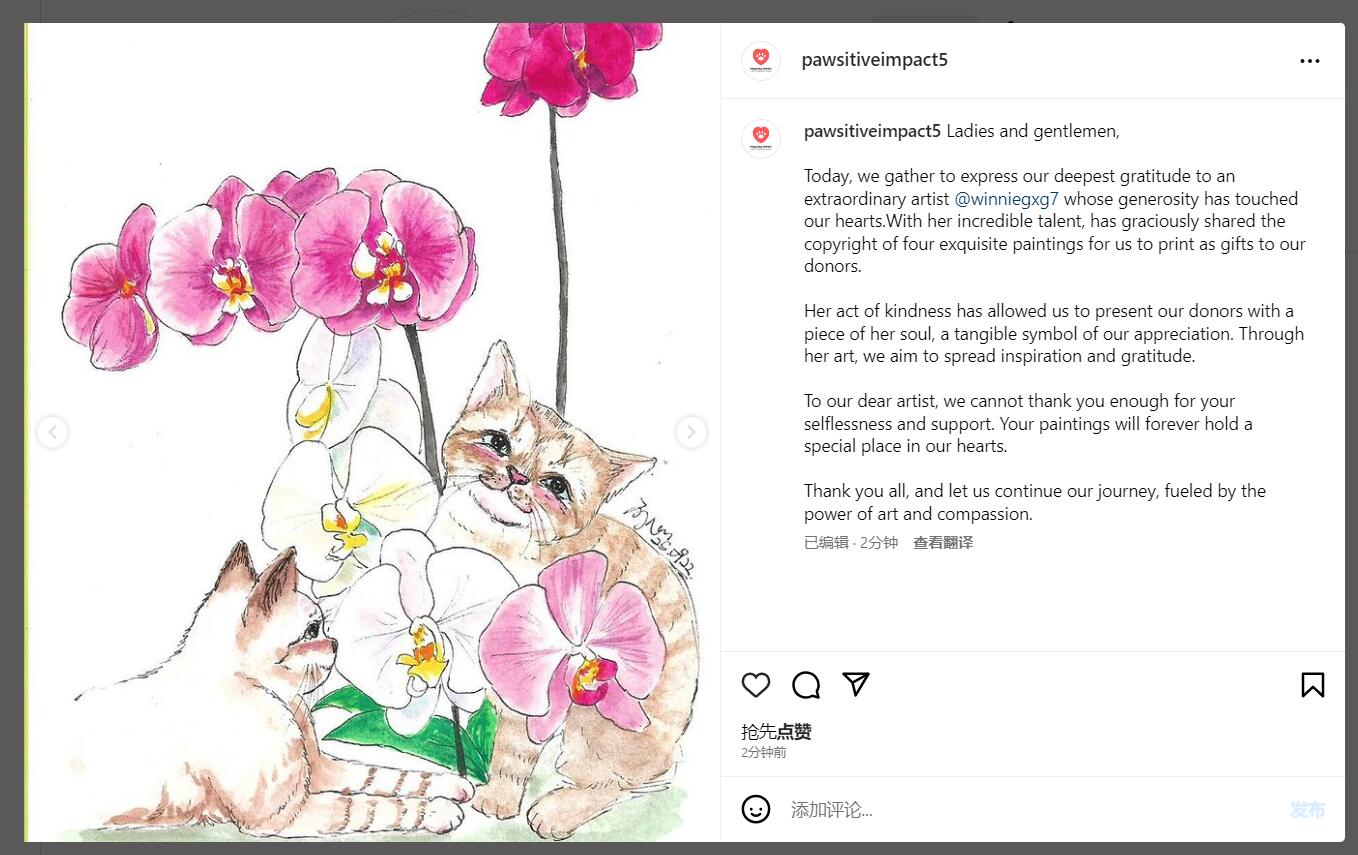 pawsitiveimpact5
pawsitiveimpact5 Ladies and gentlemen,
Today, we gather to express our deepest gratitude to an
extraordinary artist @winniegxg7 whose generosity has touched
our hearts.With her incredible talent, has graciously shared the
copyright of four exquisite paintings for us to print as gifts to our
donors.
Her act of kindness has allowed us to present our donors with a
piece of her soul, a tangible symbol of our appreciation. Through
her art, we aim to spread inspiration and gratitude.
To our dear artist, we cannot thank you enough for your
selflessness and support. Your paintings will forever hold a
special place in our hearts.
Thank you all, and let us continue our journey, fueled by the
power of art and compassion.
已编辑 · 2分钟 查看翻译
抢先点赞
2分钟前
添加评论...
发布